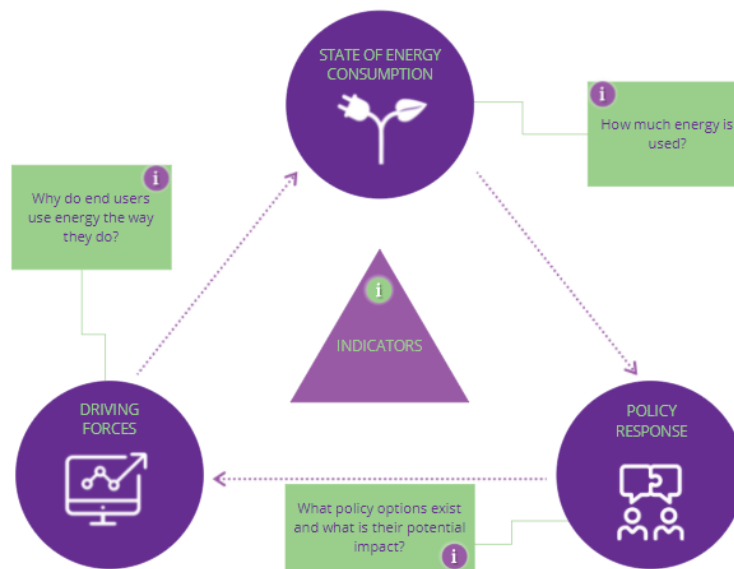 STATE OF ENERGY
CONSUMPTION
i
How much energy is
used?
i
Why do end users
use energy the way
they do?
i
INDICATORS
DRIVING
FORCES
POLICY
RESPONSE
What policy options exist
and what is their potential
impact?
i